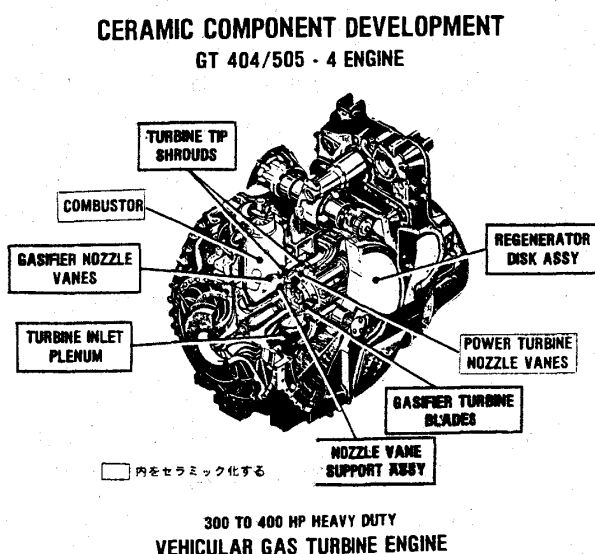 CERAMIC COMPONENT DEVELOPMENT
GT 404/505 - 4 ENGINE
TURBINE TIP
SHROUDS
COMBUSTOR
GASIFIER NOZZLE
VANES
REGENERATOR
DISK ASSY
TURBINE INLET
PLENUM
POWER TURBINE
NOZZLE VANES
GASIFIER TURBINE
BLADES
NOZZLE VANE
SUPPORT ASSY
内をセラミック化する
300 TO 400 HP HEAVY DUTY
VEHICULAR GAS TURBINE ENGINE